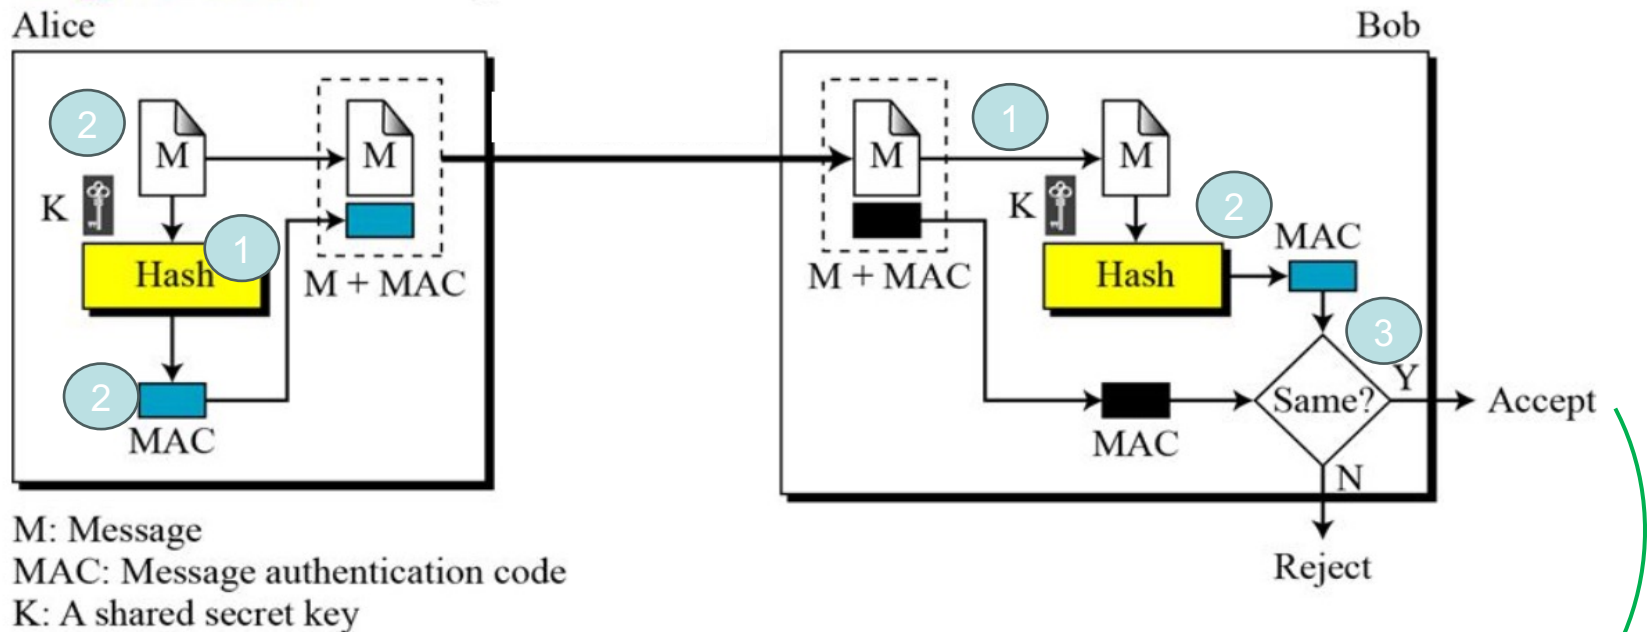 Alice
Bob
2
M
M
K
1
Hash
M + MAC
2
MAC
M
1
M
K
2
MAC
M + MAC
Hash
3
Y
Same?
Accept
MAC
N
Reject
M: Message
MAC: Message authentication code
K: A shared secret key